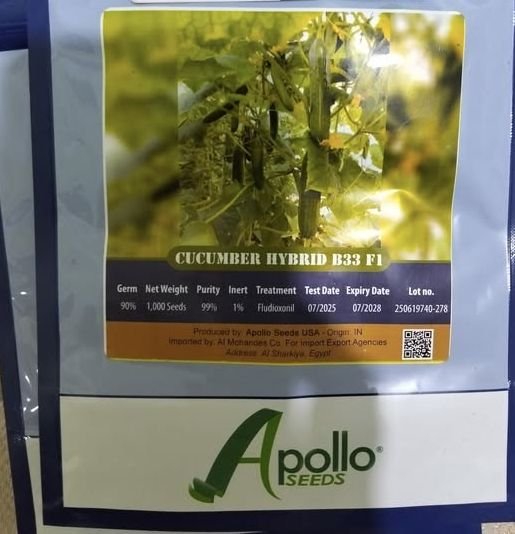 CUCUMBER HYBRID B33 F1
Germ Net Weight Purity Inert Treatment Test Date Expiry Date Lot no.
90% 1,000 Seeds 99% 1% Fludioxonil 07/2025 07/2028 250619740-278
Produced by: Apollo Seeds USA - Origin: IN
Imported by: Al Mohandes Co. For Import Export Agencies
Address: Al Sharkiya, Egypt
Apollo®
SEEDS